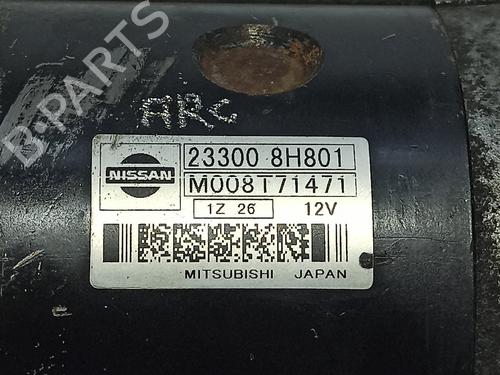 B-PARTS
ARC
NISSAN
23300 8H801
M008T71471
1Z 26 12V
MITSUBISHI JAPAN